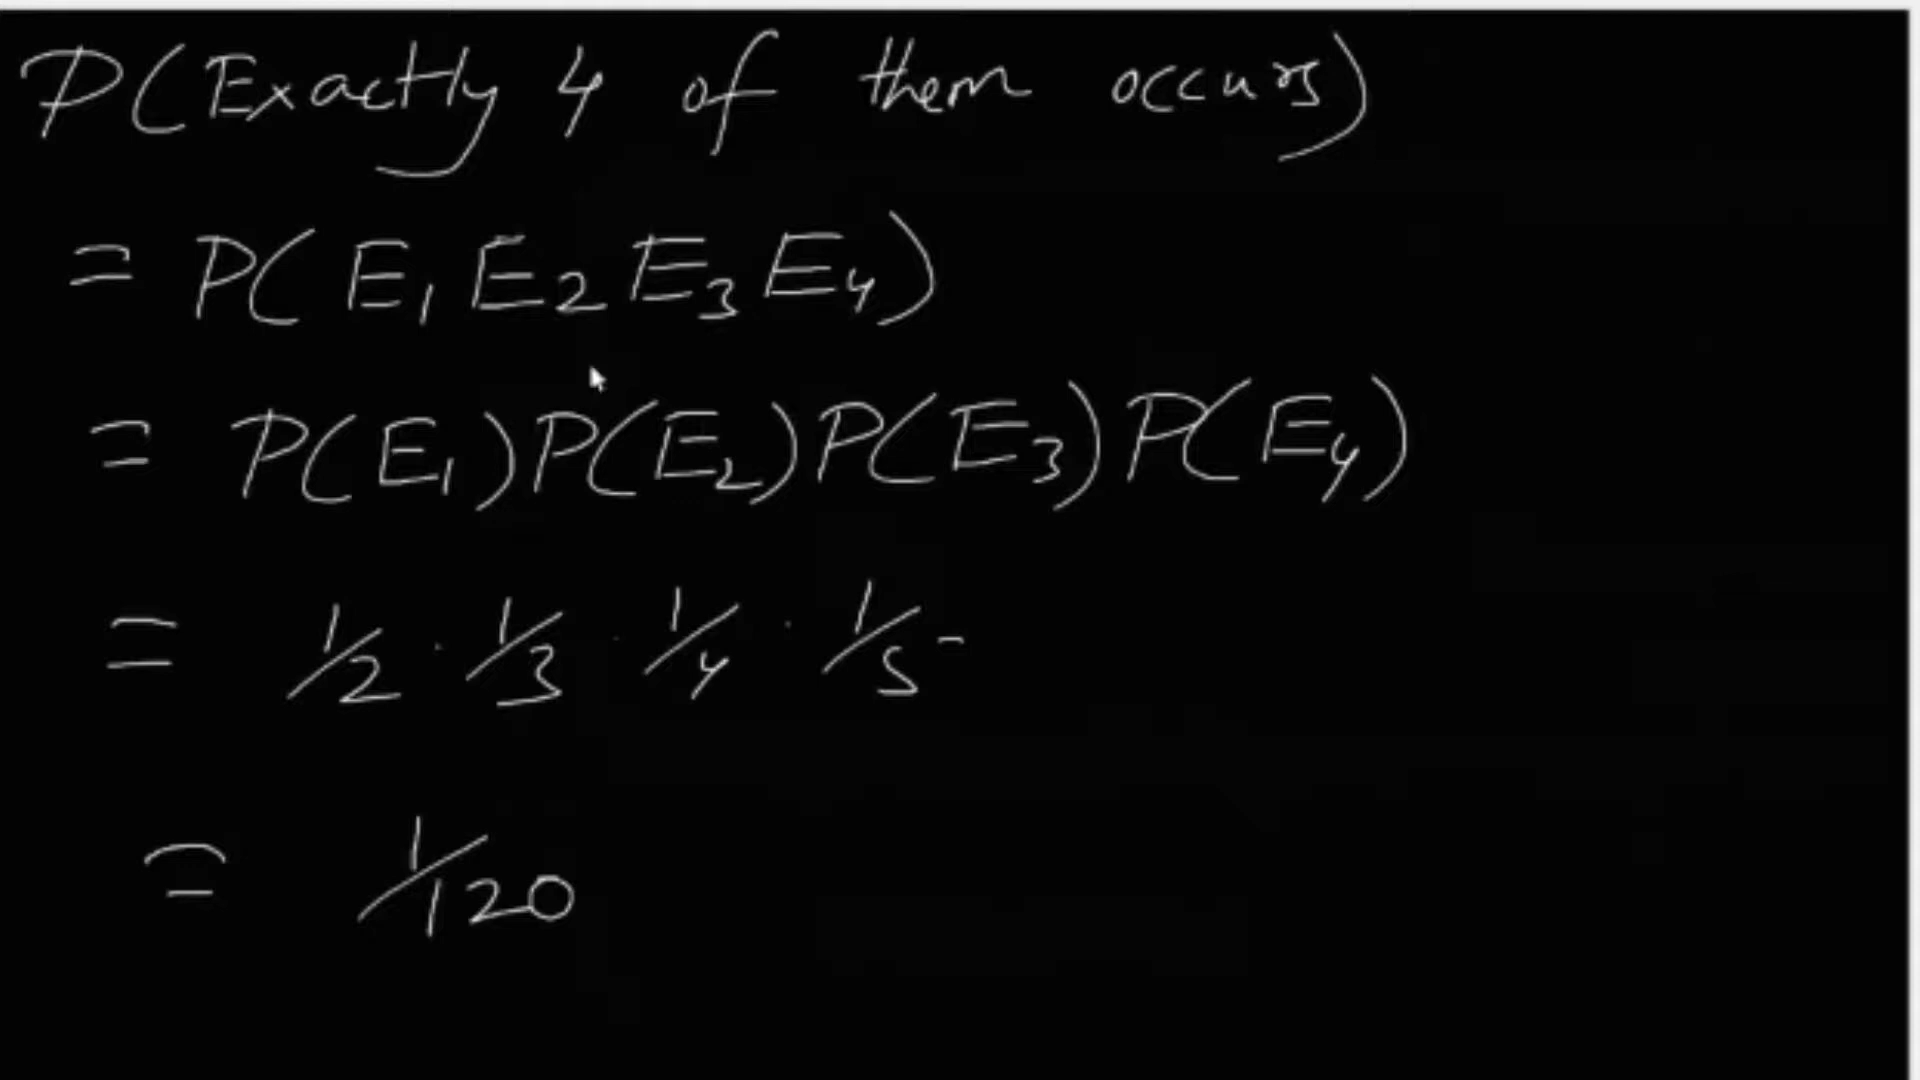 P(Exactly 4 of them occurs)
= P(E₁ E₂ E₃ E₄)
= P(E₁)P(E₂)P(E₃)P(E₄)
= 1/2 · 1/3 · 1/4 · 1/5
= 1/120